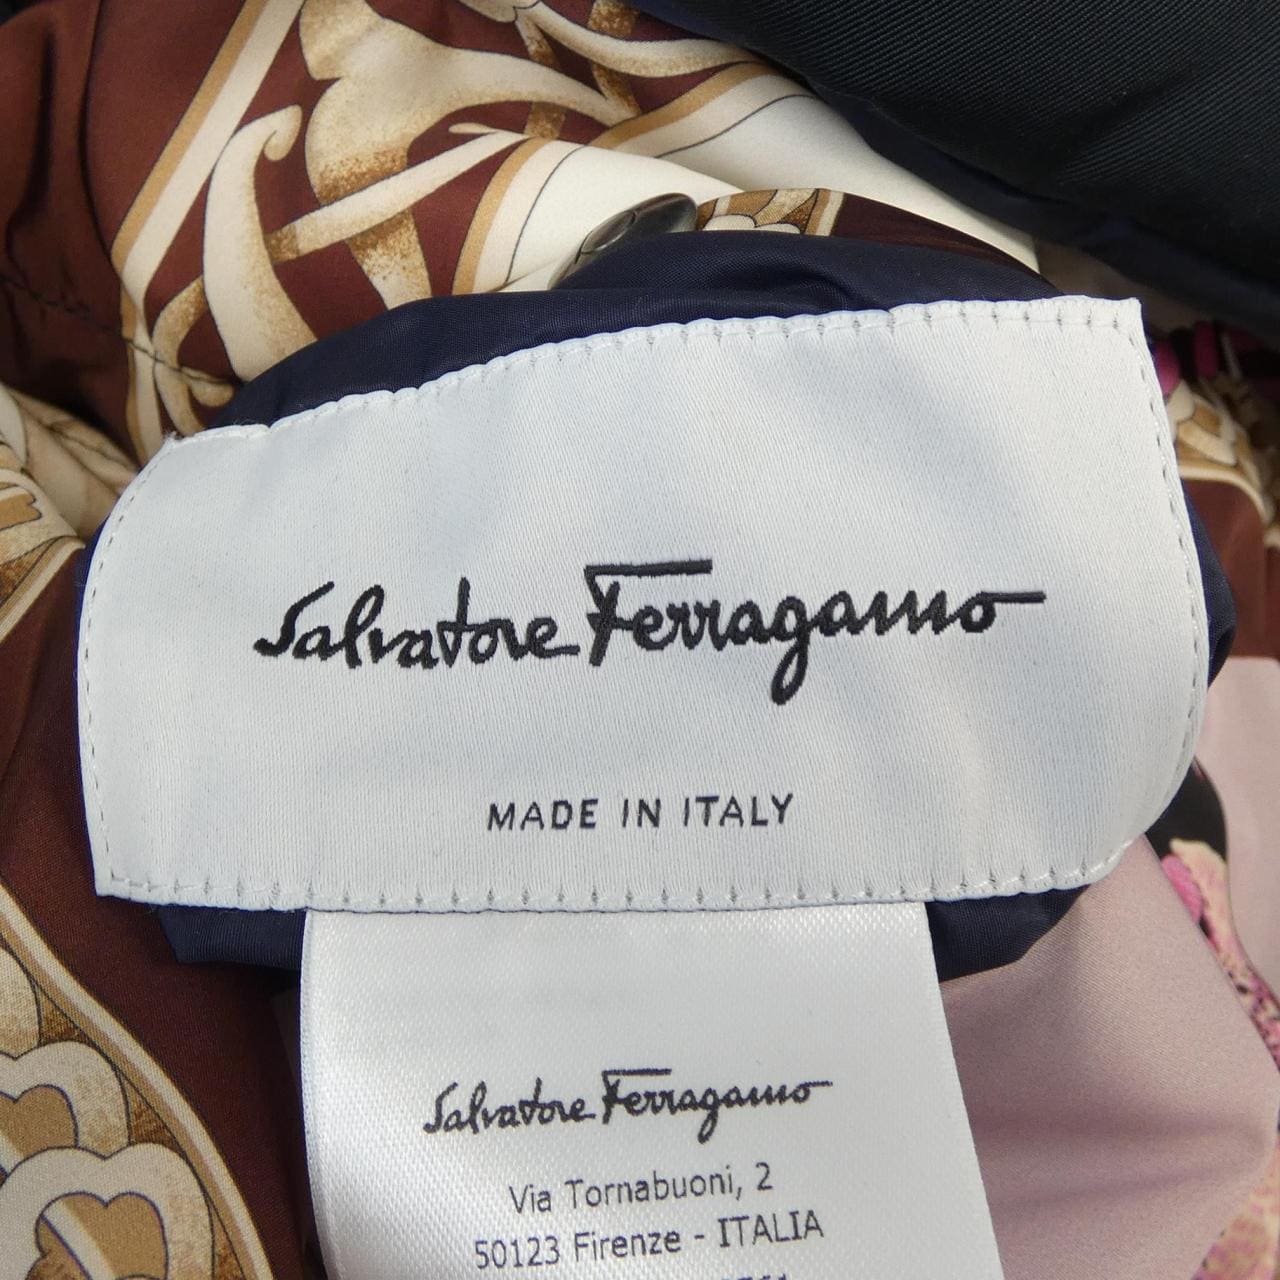 Salvatore Ferragamo
MADE IN ITALY
Salvatore Ferragamo
Via Tornabuoni, 2
50123 Firenze - ITALIA